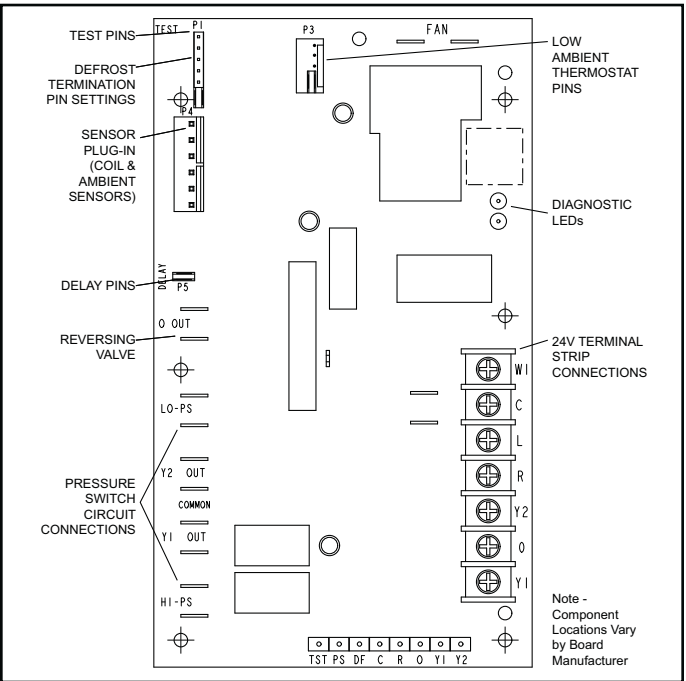 TEST P1
P3
FAN
TEST PINS
DEFROST
TERMINATION
PIN SETTINGS
LOW
AMBIENT
THERMOSTAT
PINS
P4
SENSOR
PLUG-IN
(COIL &
AMBIENT
SENSORS)
DIAGNOSTIC
LEDs
DELAY
DELAY PINS
P5
O OUT
REVERSING
VALVE
24V TERMINAL
STRIP
CONNECTIONS
W1
C
L
R
Y2
O
Y1
LO-PS
Y2 OUT
PRESSURE
SWITCH
CIRCUIT
CONNECTIONS
COMMON
Y1 OUT
HI-PS
Note -
Component
Locations Vary
by Board
Manufacturer
TST PS DF C R O Y1 Y2